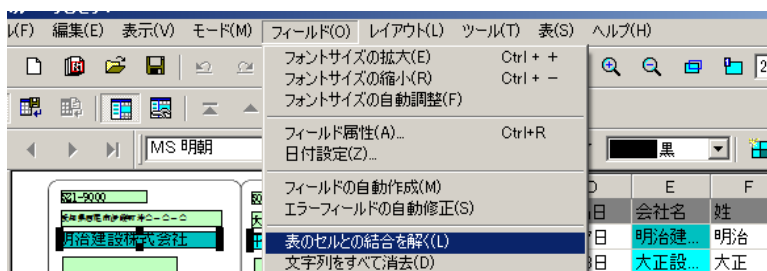 編集(E) 表示(V) モード(M) フィールド(O) レイアウト(L) ツール(T) 表(S) ヘルプ(H)
フォントサイズの拡大(E) Ctrl + +
フォントサイズの縮小(R) Ctrl + －
フォントサイズの自動調整(F)
フィールド属性(A)... Ctrl+R
日付設定(Z)...
MS 明朝
黒
フィールドの自動作成(M)
エラーフィールドの自動修正(S)
表のセルとの結合を解く(L)
文字列をすべて消去(D)
521-9000
明治建設株式会社
E F
会社名 姓
明治建... 明治
大正設... 大正